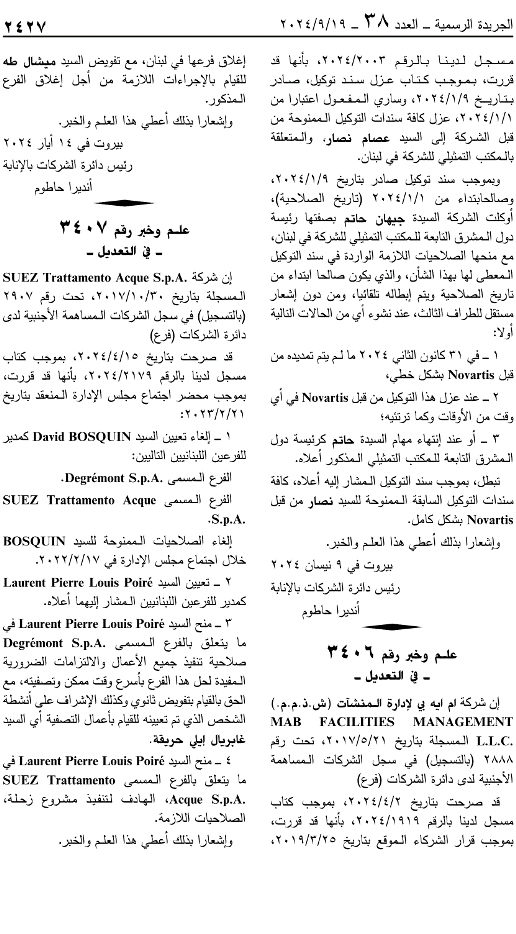 الجريدة الرسمية – العدد ٣٨ – ٢٠٢٤/٩/١٩
٢٤٢٧
مسجل لدينا بالرقم ٢٠٢٤/٢٠٠٣، بأنها قد
قررت، بموجب كتاب عزل سند توكيل، صادر
بتاريخ ٢٠٢٤/١/٩، وساري المفعول اعتبارا من
٢٠٢٤/١/١، عزل كافة سندات التوكيل الممنوحة من
قبل الشركة إلى السيد عصام نصار، والمتعلقة
بالمكتب التمثيلي للشركة في لبنان.
وبموجب سند توكيل صادر بتاريخ ٢٠٢٤/١/٩،
وصالحابتداء من ٢٠٢٤/١/١ (تاريخ الصلاحية)،
أوكلت الشركة السيدة جيهان حاتم بصفتها رئيسة
دول المشرق التابعة للمكتب التمثيلي للشركة في لبنان،
مع منحها الصلاحيات اللازمة الواردة في سند التوكيل
المعطى لها بهذا الشأن، والذي يكون صالحا ابتداء من
تاريخ الصلاحية ويتم إبطاله تلقائيا، ومن دون إشعار
مستقل للطراف الثالث، عند نشوء أي من الحالات التالية
أولا:
١ – في ٣١ كانون الثاني ٢٠٢٤ ما لم يتم تمديده من
قبل Novartis بشكل خطي،
٢ – عند عزل هذا التوكيل من قبل Novartis في أي
وقت من الأوقات وكما ترتئيه؛
٣ – أو عند إنتهاء مهام السيدة حاتم كرئيسة دول
المشرق التابعة للمكتب التمثيلي المذكور أعلاه.
تبطل، بموجب سند التوكيل المشار إليه أعلاه، كافة
سندات التوكيل السابقة الممنوحة للسيد نصار من قبل
Novartis بشكل كامل.
وإشعارا بذلك أعطي هذا العلم والخبر.
بيروت في ٩ نيسان ٢٠٢٤
رئيس دائرة الشركات بالإنابة
أنديرا حاطوم
علم وخبر رقم ٣٤٠٦
– في التعديل –
إن شركة ام ايه بي لإدارة المنشآت (ش.ذ.م.م.)
MAB FACILITIES MANAGEMENT
L.L.C. المسجلة بتاريخ ٢٠١٧/٥/٢١، تحت رقم
٢٨٨٨ (بالتسجيل) في سجل الشركات المساهمة
الأجنبية لدى دائرة الشركات (فرع)
قد صرحت بتاريخ ٢٠٢٤/٤/٢، بموجب كتاب
مسجل لدينا بالرقم ٢٠٢٤/١٩١٩، بأنها قد قررت،
بموجب قرار الشركاء الموقع بتاريخ ٢٠١٩/٣/٢٥،
إغلاق فرعها في لبنان، مع تفويض السيد ميشال طه
للقيام بالإجراءات اللازمة من أجل إغلاق الفرع
المذكور.
وإشعارا بذلك أعطي هذا العلم والخبر.
بيروت في ١٤ أيار ٢٠٢٤
رئيس دائرة الشركات بالإنابة
أنديرا حاطوم
علم وخبر رقم ٣٤٠٧
– في التعديل –
إن شركة SUEZ Trattamento Acque S.p.A.
المسجلة بتاريخ ٢٠١٧/١٠/٣٠، تحت رقم ٢٩٠٧
(بالتسجيل) في سجل الشركات المساهمة الأجنبية لدى
دائرة الشركات (فرع)
قد صرحت بتاريخ ٢٠٢٤/٤/١٥، بموجب كتاب
مسجل لدينا بالرقم ٢٠٢٤/٢١٧٩، بأنها قد قررت،
بموجب محضر اجتماع مجلس الإدارة المنعقد بتاريخ
٢٠٢٣/٢/٢١:
١ – إلغاء تعيين السيد David BOSQUIN كمدير
للفرعين اللبنانيين التاليين:
الفرع المسمى Degrémont S.p.A.
الفرع المسمى SUEZ Trattamento Acque
S.p.A.
إلغاء الصلاحيات الممنوحة للسيد BOSQUIN
خلال اجتماع مجلس الإدارة في ٢٠٢٢/٢/١٧.
٢ – تعيين السيد Laurent Pierre Louis Poiré
كمدير للفرعين اللبنانيين المشار إليهما أعلاه.
٣ – منح السيد Laurent Pierre Louis Poiré في
ما يتعلق بالفرع المسمى Degrémont S.p.A.
صلاحية تنفيذ جميع الأعمال والالتزامات الضرورية
المفيدة لحل هذا الفرع بأسرع وقت ممكن وتصفيته، مع
الحق بالقيام بتفويض ثانوي وكذلك الإشراف على أنشطة
الشخص الذي تم تعيينه للقيام بأعمال التصفية أي السيد
غابريال إيلي حريقة.
٤ – منح السيد Laurent Pierre Louis Poiré في
ما يتعلق بالفرع المسمى SUEZ Trattamento
Acque S.p.A.، الهادف لتنفيذ مشروع زحلة،
الصلاحيات اللازمة.
وإشعارا بذلك أعطي هذا العلم والخبر.